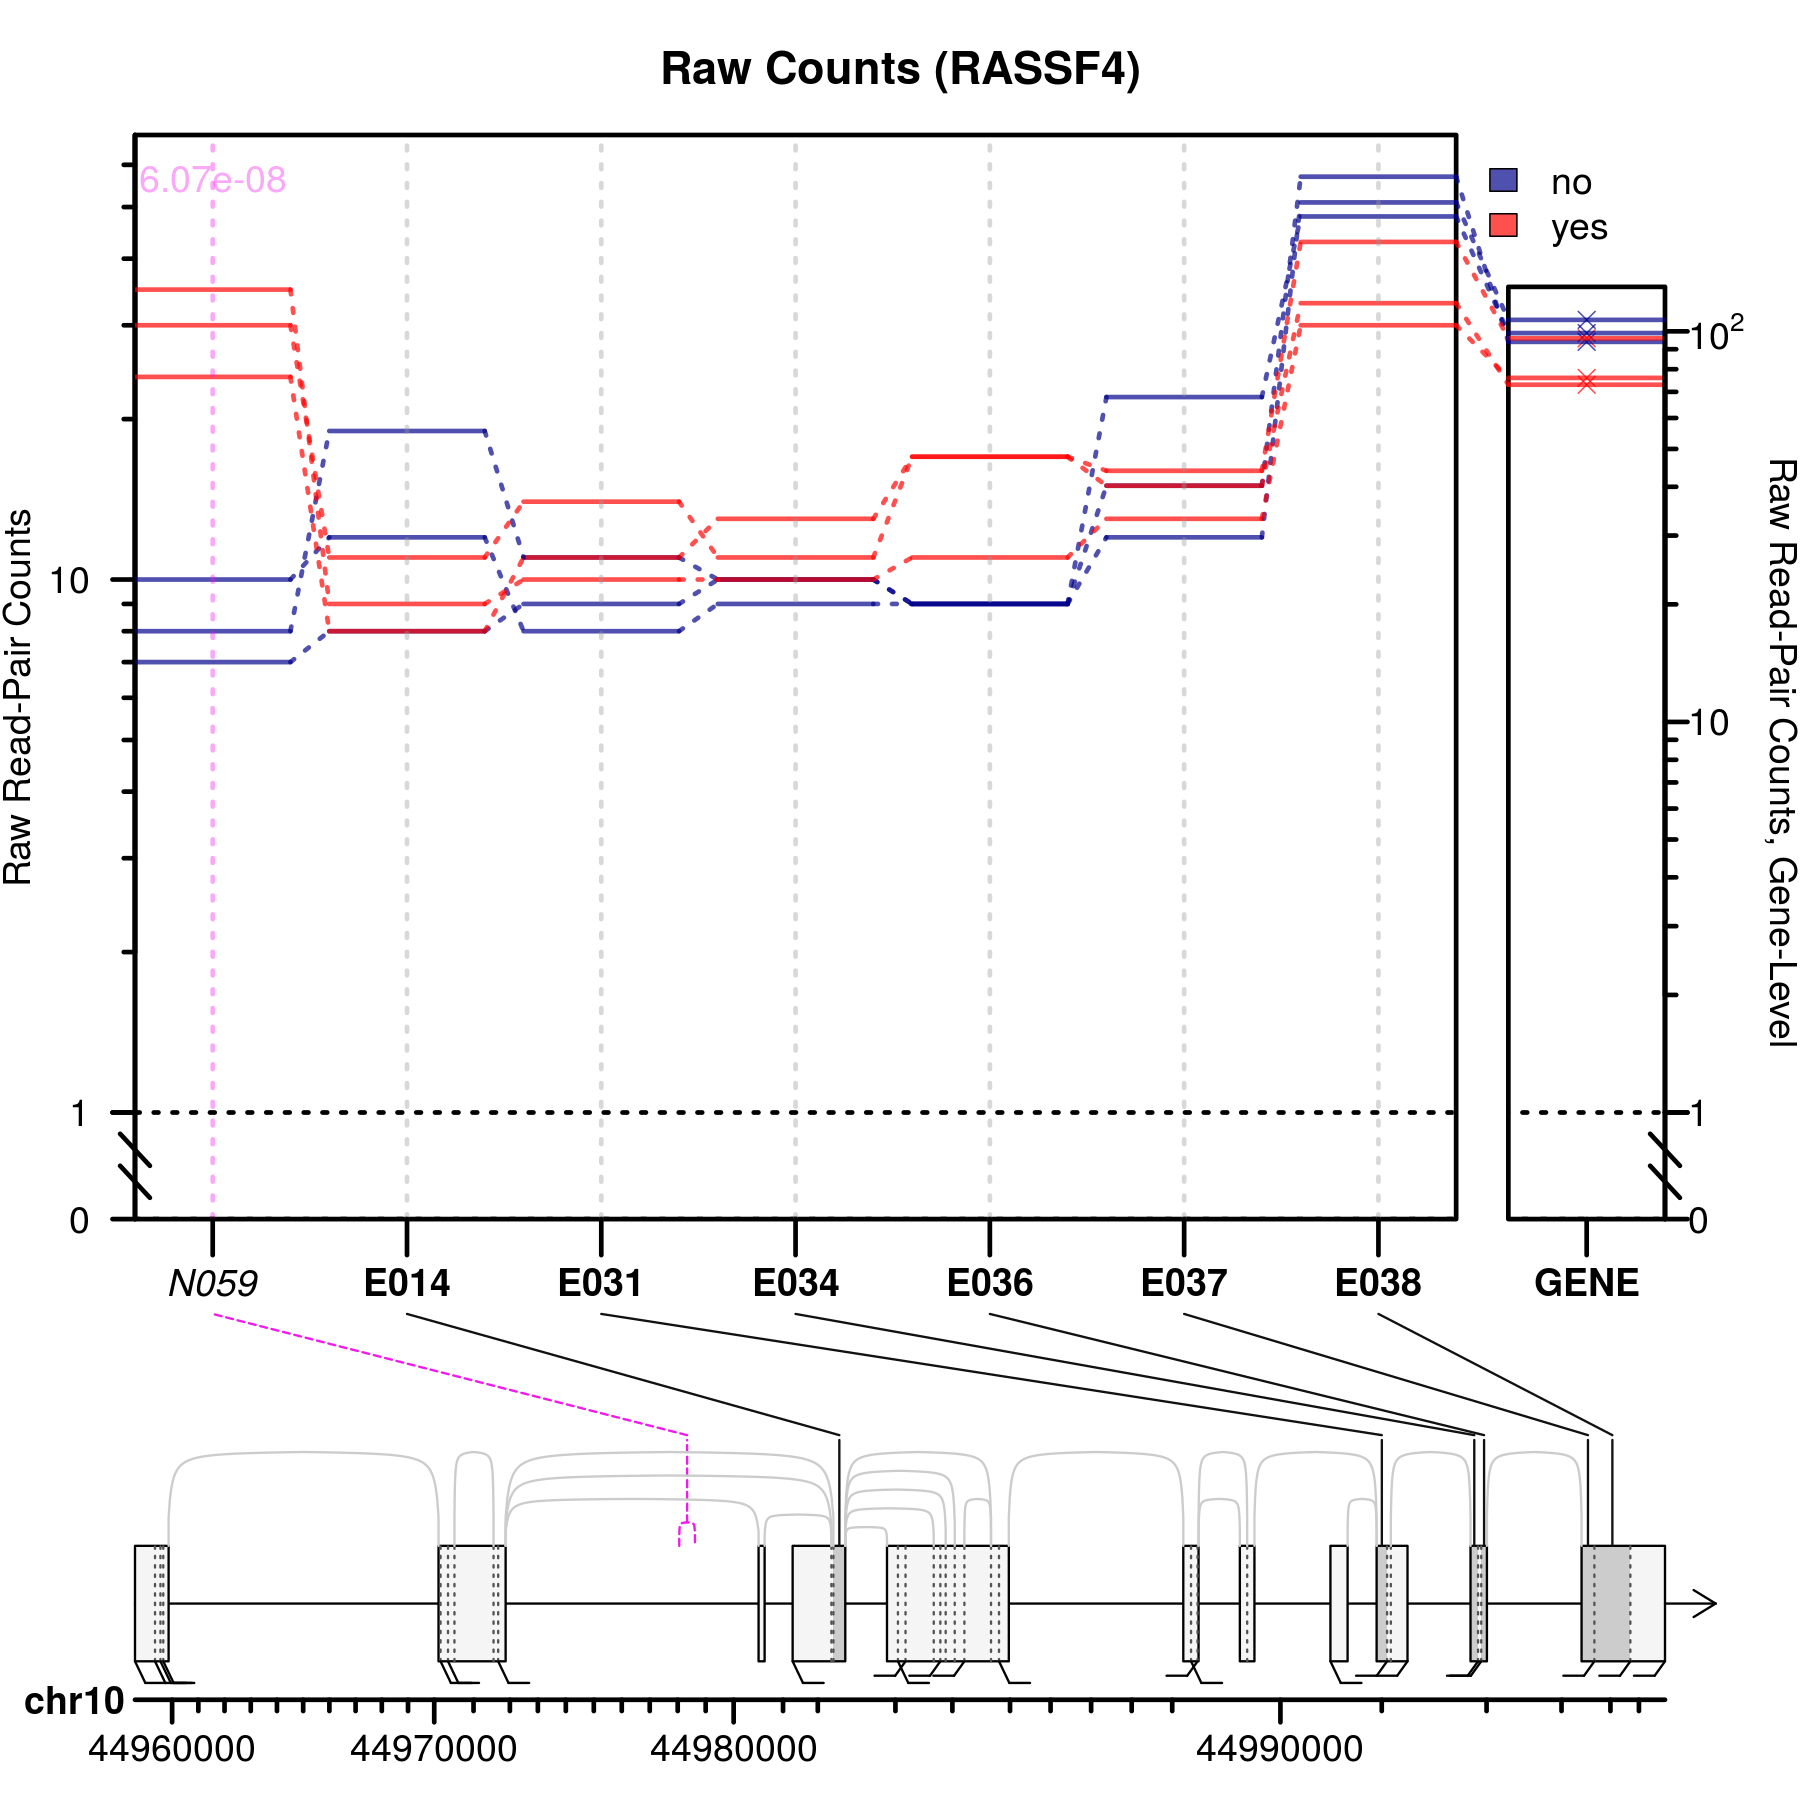 Raw Counts (RASSF4)
6.07e-08
no
yes
Raw Read-Pair Counts
10
1
0
10²
10
1
0
Raw Read-Pair Counts, Gene-Level
N059 E014 E031 E034 E036 E037 E038 GENE
chr10
44960000 44970000 44980000 44990000